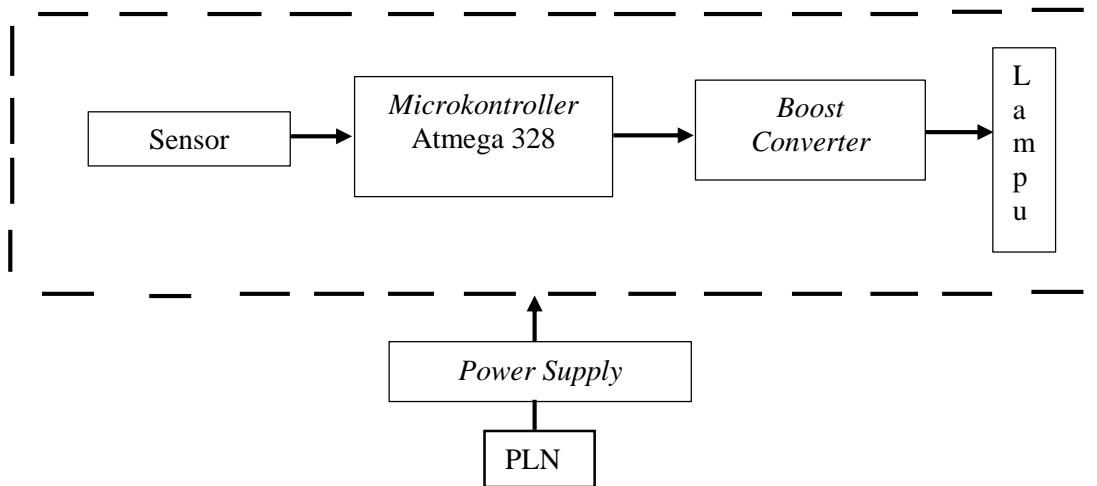 Sensor
Microkontroller
Atmega 328
Boost
Converter
L
a
m
p
u
Power Supply
PLN